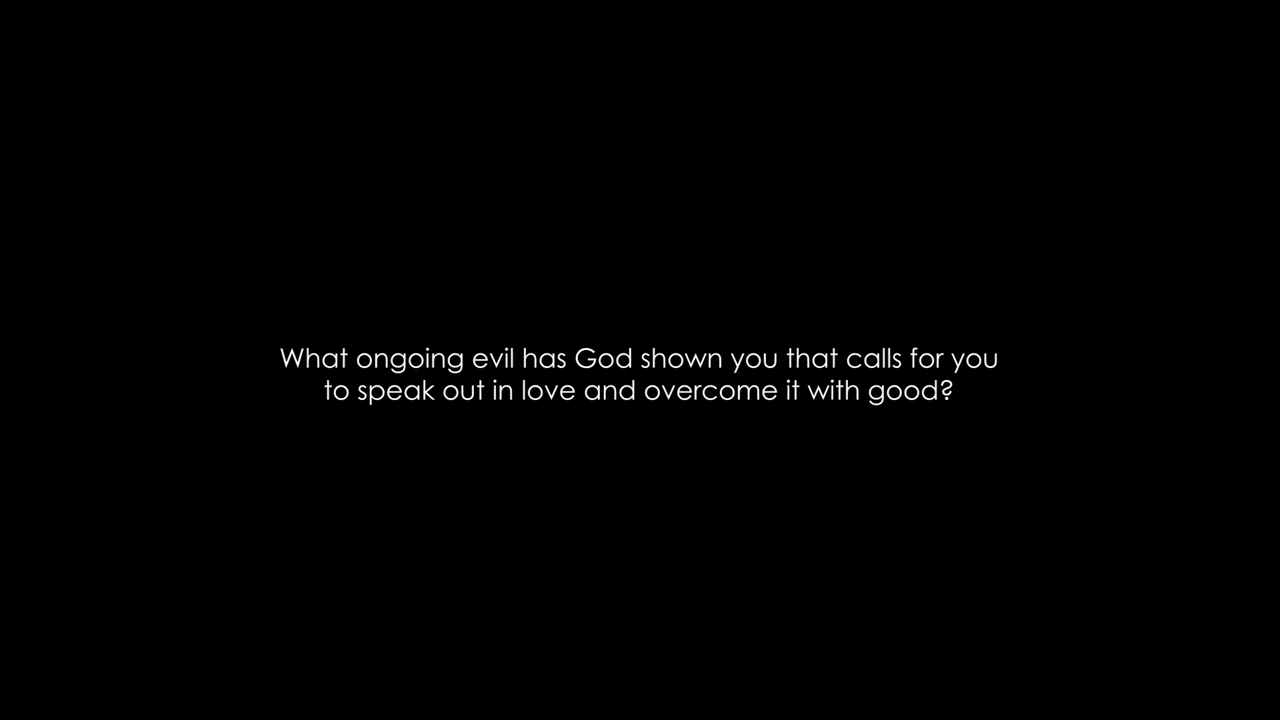 What ongoing evil has God shown you that calls for you
to speak out in love and overcome it with good?